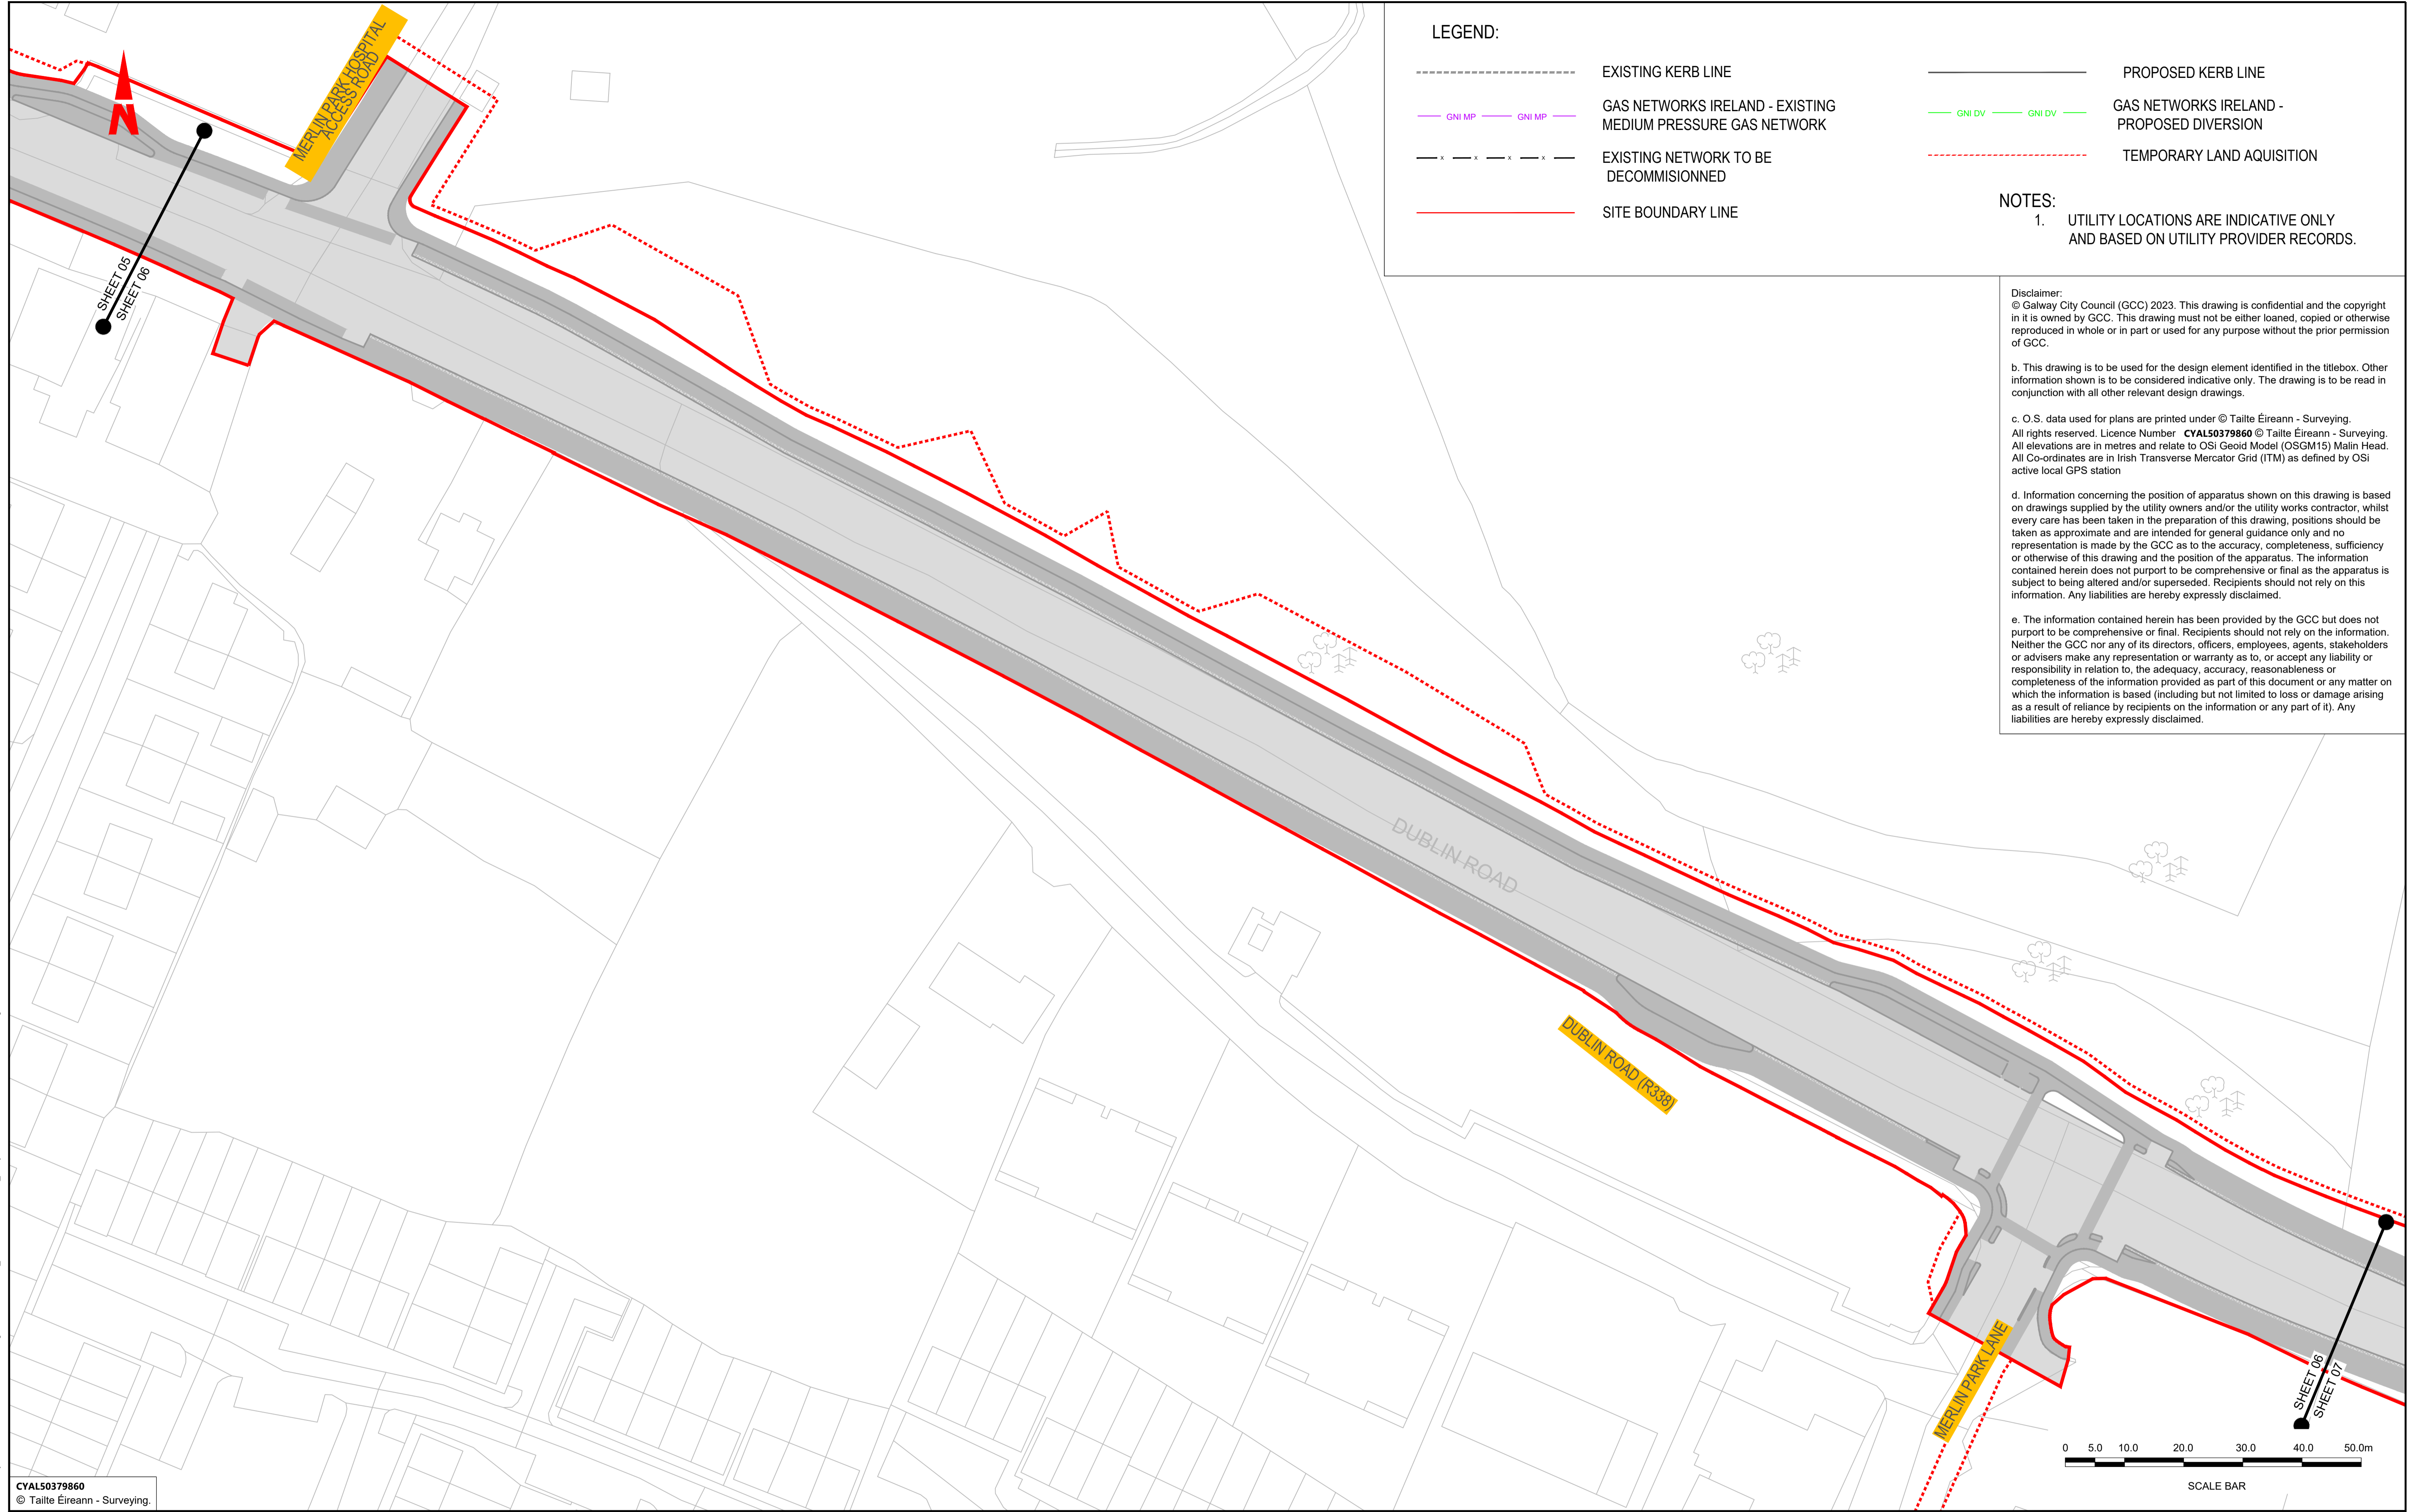 LEGEND:
EXISTING KERB LINE
GNI MP GNI MP
GAS NETWORKS IRELAND - EXISTING
MEDIUM PRESSURE GAS NETWORK
x x x x
EXISTING NETWORK TO BE
DECOMMISIONNED
SITE BOUNDARY LINE
PROPOSED KERB LINE
GNI DV GNI DV
GAS NETWORKS IRELAND -
PROPOSED DIVERSION
TEMPORARY LAND AQUISITION
NOTES:
1. UTILITY LOCATIONS ARE INDICATIVE ONLY
AND BASED ON UTILITY PROVIDER RECORDS.
Disclaimer:
© Galway City Council (GCC) 2023. This drawing is confidential and the copyright
in it is owned by GCC. This drawing must not be either loaned, copied or otherwise
reproduced in whole or in part or used for any purpose without the prior permission
of GCC.
b. This drawing is to be used for the design element identified in the titlebox. Other
information shown is to be considered indicative only. The drawing is to be read in
conjunction with all other relevant design drawings.
c. O.S. data used for plans are printed under © Tailte Éireann - Surveying.
All rights reserved. Licence Number CYAL50379860 © Tailte Éireann - Surveying.
All elevations are in metres and relate to OSi Geoid Model (OSGM15) Malin Head.
All Co-ordinates are in Irish Transverse Mercator Grid (ITM) as defined by OSi
active local GPS station
d. Information concerning the position of apparatus shown on this drawing is based
on drawings supplied by the utility owners and/or the utility works contractor, whilst
every care has been taken in the preparation of this drawing, positions should be
taken as approximate and are intended for general guidance only and no
representation is made by the GCC as to the accuracy, completeness, sufficiency
or otherwise of this drawing and the position of the apparatus. The information
contained herein does not purport to be comprehensive or final as the apparatus is
subject to being altered and/or superseded. Recipients should not rely on this
information. Any liabilities are hereby expressly disclaimed.
e. The information contained herein has been provided by the GCC but does not
purport to be comprehensive or final. Recipients should not rely on the information.
Neither the GCC nor any of its directors, officers, employees, agents, stakeholders
or advisers make any representation or warranty as to, or accept any liability or
responsibility in relation to, the adequacy, accuracy, reasonableness or
completeness of the information provided as part of this document or any matter on
which the information is based (including but not limited to loss or damage arising
as a result of reliance by recipients on the information or any part of it). Any
liabilities are hereby expressly disclaimed.
N
MERLIN PARK HOSPITAL
ACCESS ROAD
SHEET 05
SHEET 06
DUBLIN ROAD
DUBLIN ROAD (R338)
MERLIN PARK LANE
SHEET 06
SHEET 07
0 5.0 10.0 20.0 30.0 40.0 50.0m
SCALE BAR
CYAL50379860
© Tailte Éireann - Surveying.